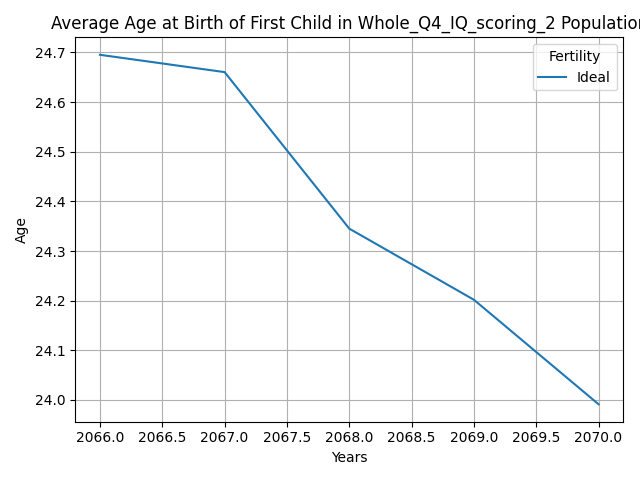 Average Age at Birth of First Child in Whole_Q4_IQ_scoring_2 Population
Fertility
Ideal
24.7
24.6
24.5
24.4
24.3
24.2
24.1
24.0
Age
2066.0 2066.5 2067.0 2067.5 2068.0 2068.5 2069.0 2069.5 2070.0
Years